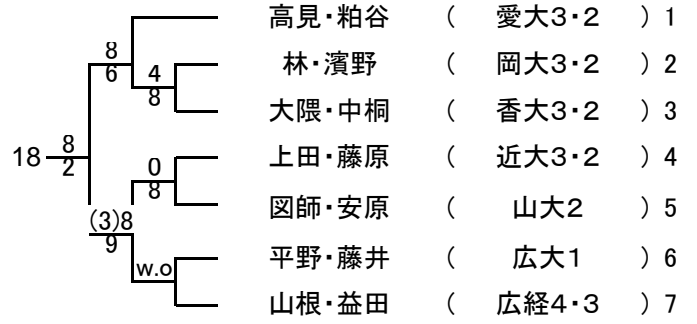 高見・粕谷 ( 愛大3・2 ) 1
8
6
4
林・濱野 ( 岡大3・2 ) 2
8
大隈・中桐 ( 香大3・2 ) 3
18
8
2
0
上田・藤原 ( 近大3・2 ) 4
8
図師・安原 ( 山大2 ) 5
(3)8
9
w.o
平野・藤井 ( 広大1 ) 6
山根・益田 ( 広経4・3 ) 7